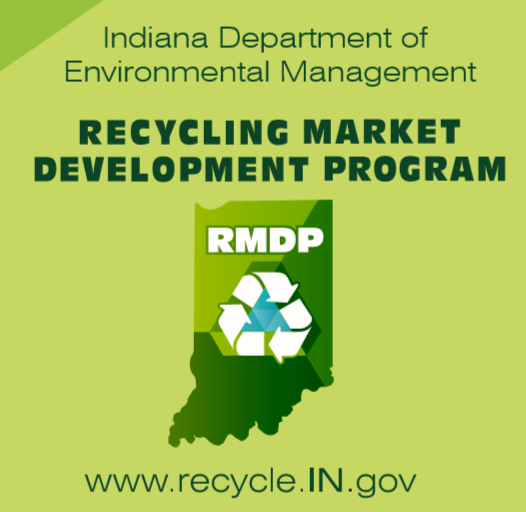 Indiana Department of
Environmental Management
RECYCLING MARKET
DEVELOPMENT PROGRAM
RMDP
www.recycle.IN.gov